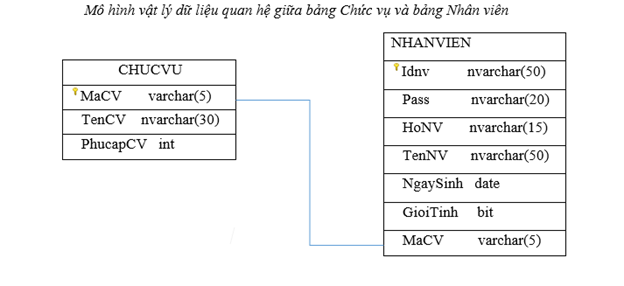 Mô hình vật lý dữ liệu quan hệ giữa bảng Chức vụ và bảng Nhân viên
CHUCVU
MaCV varchar(5)
TenCV nvarchar(30)
PhucapCV int
NHANVIEN
Idnv nvarchar(50)
Pass nvarchar(20)
HoNV nvarchar(15)
TenNV nvarchar(50)
NgaySinh date
GioiTinh bit
MaCV varchar(5)